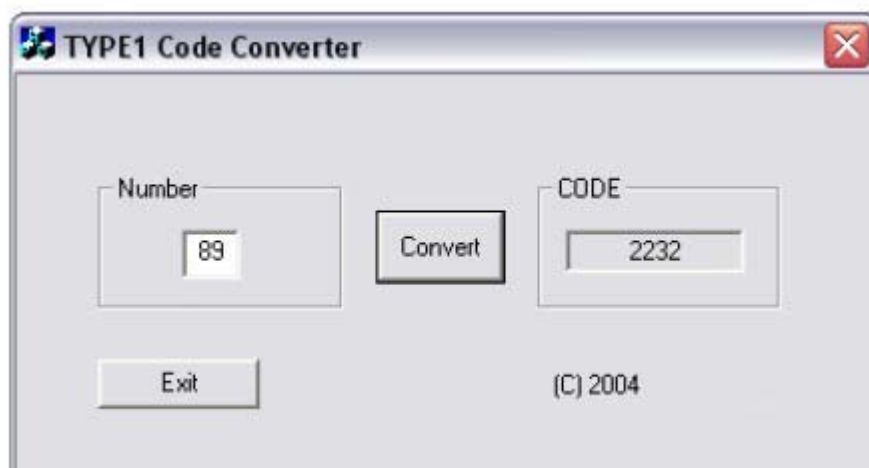 TYPE1 Code Converter
Number
CODE
89
Convert
2232
Exit
(C) 2004